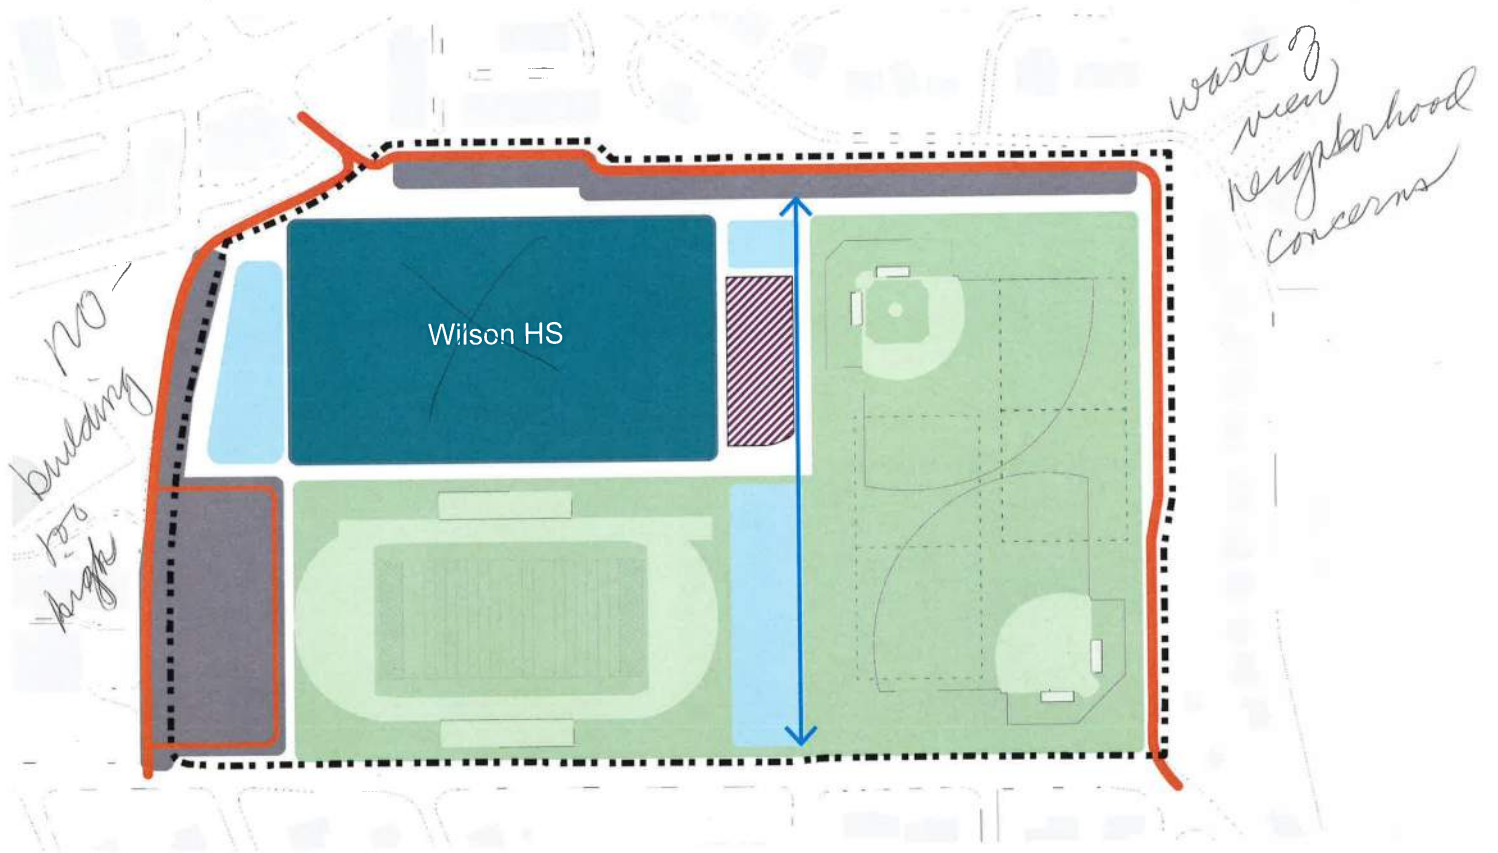 waste of
view
neighborhood
concerns
Wilson HS
NO -
building
too
high